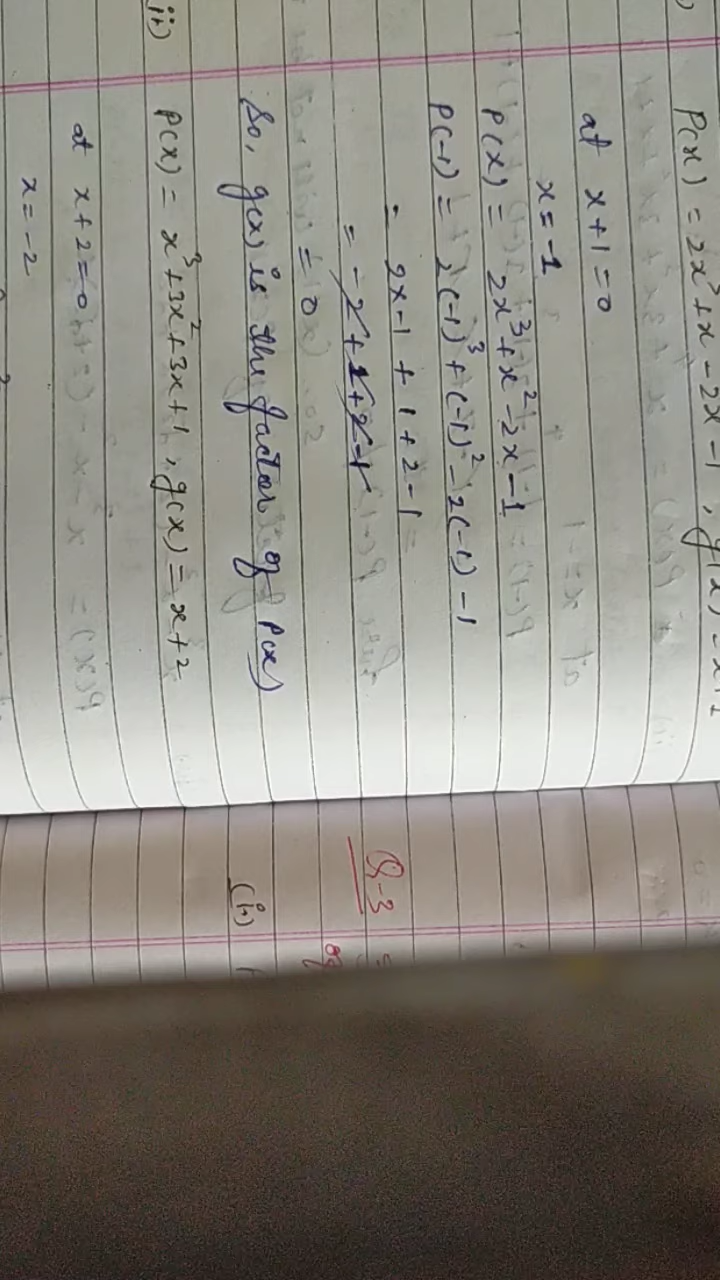 P(x) = 2x³ + x - 2x - 1, g(x) = x+1
at x + 1 = 0
x = -1
P(x) = 2x³ + x² - 2x - 1
P(-1) = 2(-1)³ + (-1)² - 2(-1) - 1
= 2x-1 + 1 + 2 - 1
= -2 + 1 + 2 - 1
= 0
So, g(x) is the factor of P(x)
ii) P(x) = x³ + 3x² + 3x + 1, g(x) = x + 2
at x + 2 = 0
x = -2
Q-3
(i)